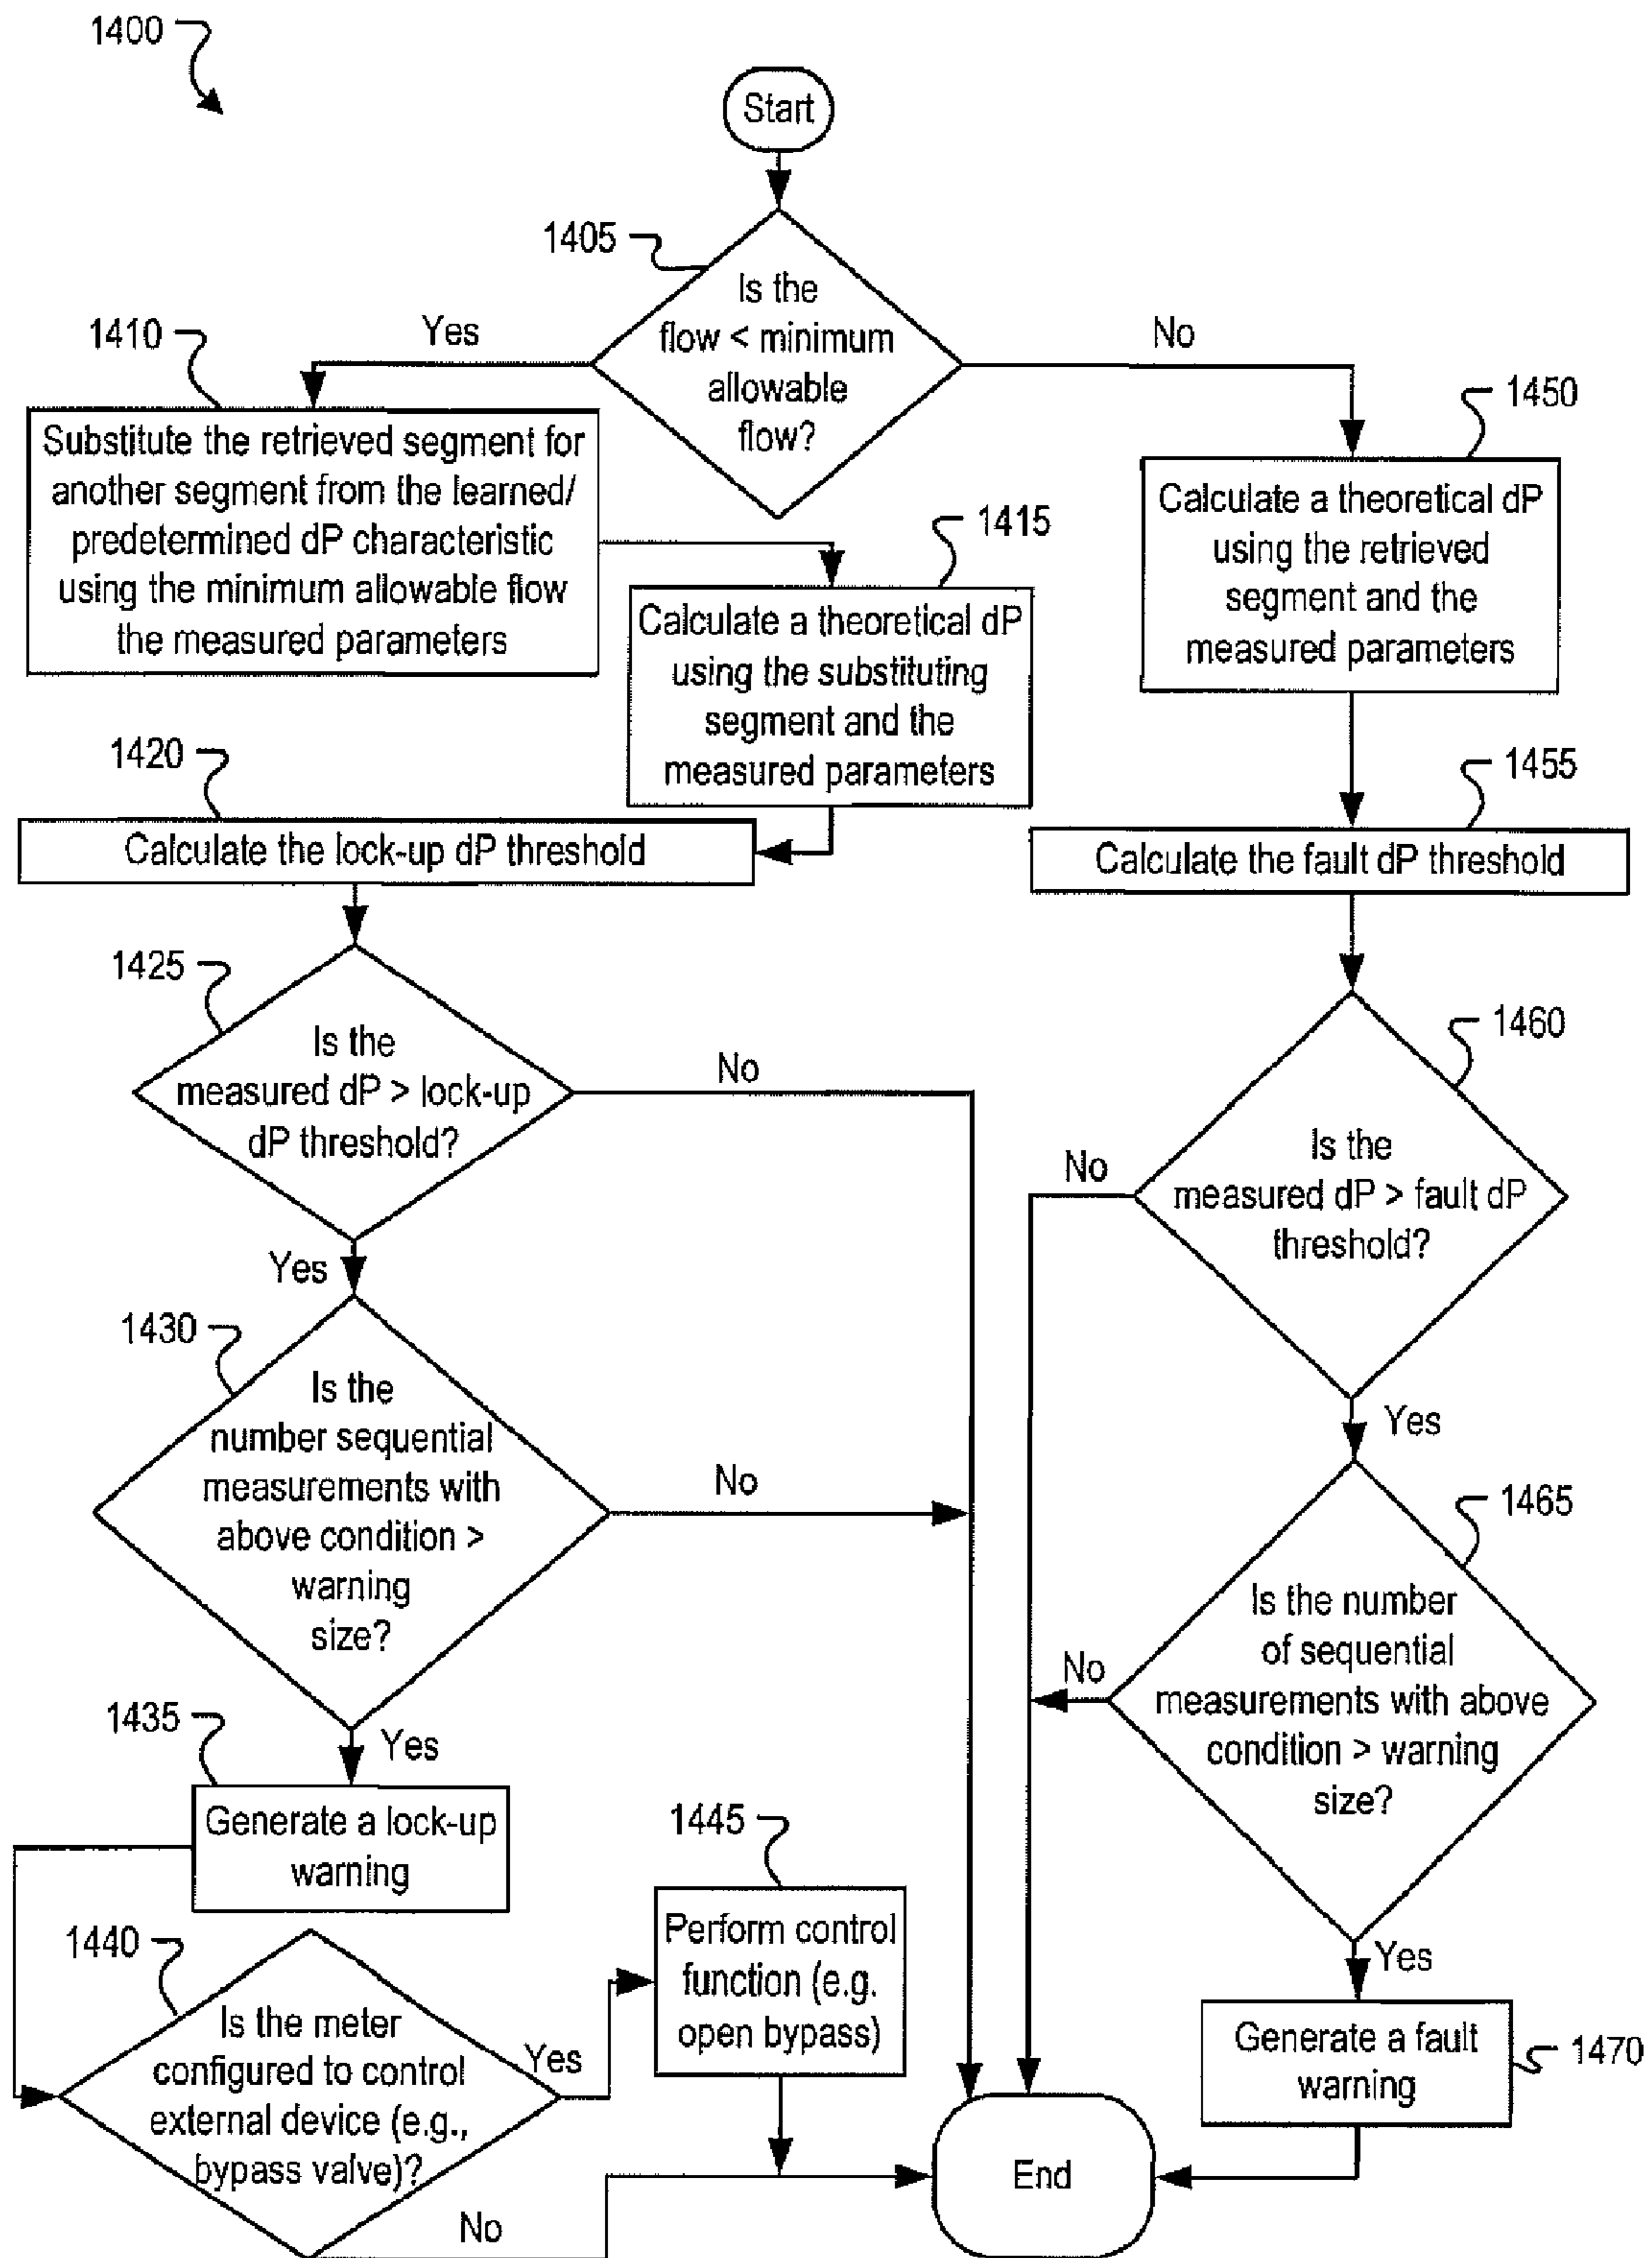 1400
Start
1405
Is the
flow < minimum
allowable
flow?
Yes
No
1410
Substitute the retrieved segment for
another segment from the learned/
predetermined dP characteristic
using the minimum allowable flow
the measured parameters
1415
Calculate a theoretical dP
using the substituting
segment and the
measured parameters
1450
Calculate a theoretical dP
using the retrieved
segment and the
measured parameters
1420
Calculate the lock-up dP threshold
1455
Calculate the fault dP threshold
1425
Is the
measured dP > lock-up
dP threshold?
No
Yes
1460
Is the
measured dP > fault dP
threshold?
No
Yes
1430
Is the
number sequential
measurements with
above condition >
warning
size?
No
Yes
1465
Is the number
of sequential
measurements with above
condition > warning
size?
No
Yes
1435
Generate a lock-up
warning
1440
Is the meter
configured to control
external device (e.g.,
bypass valve)?
Yes
No
1445
Perform control
function (e.g.
open bypass)
1470
Generate a fault
warning
End